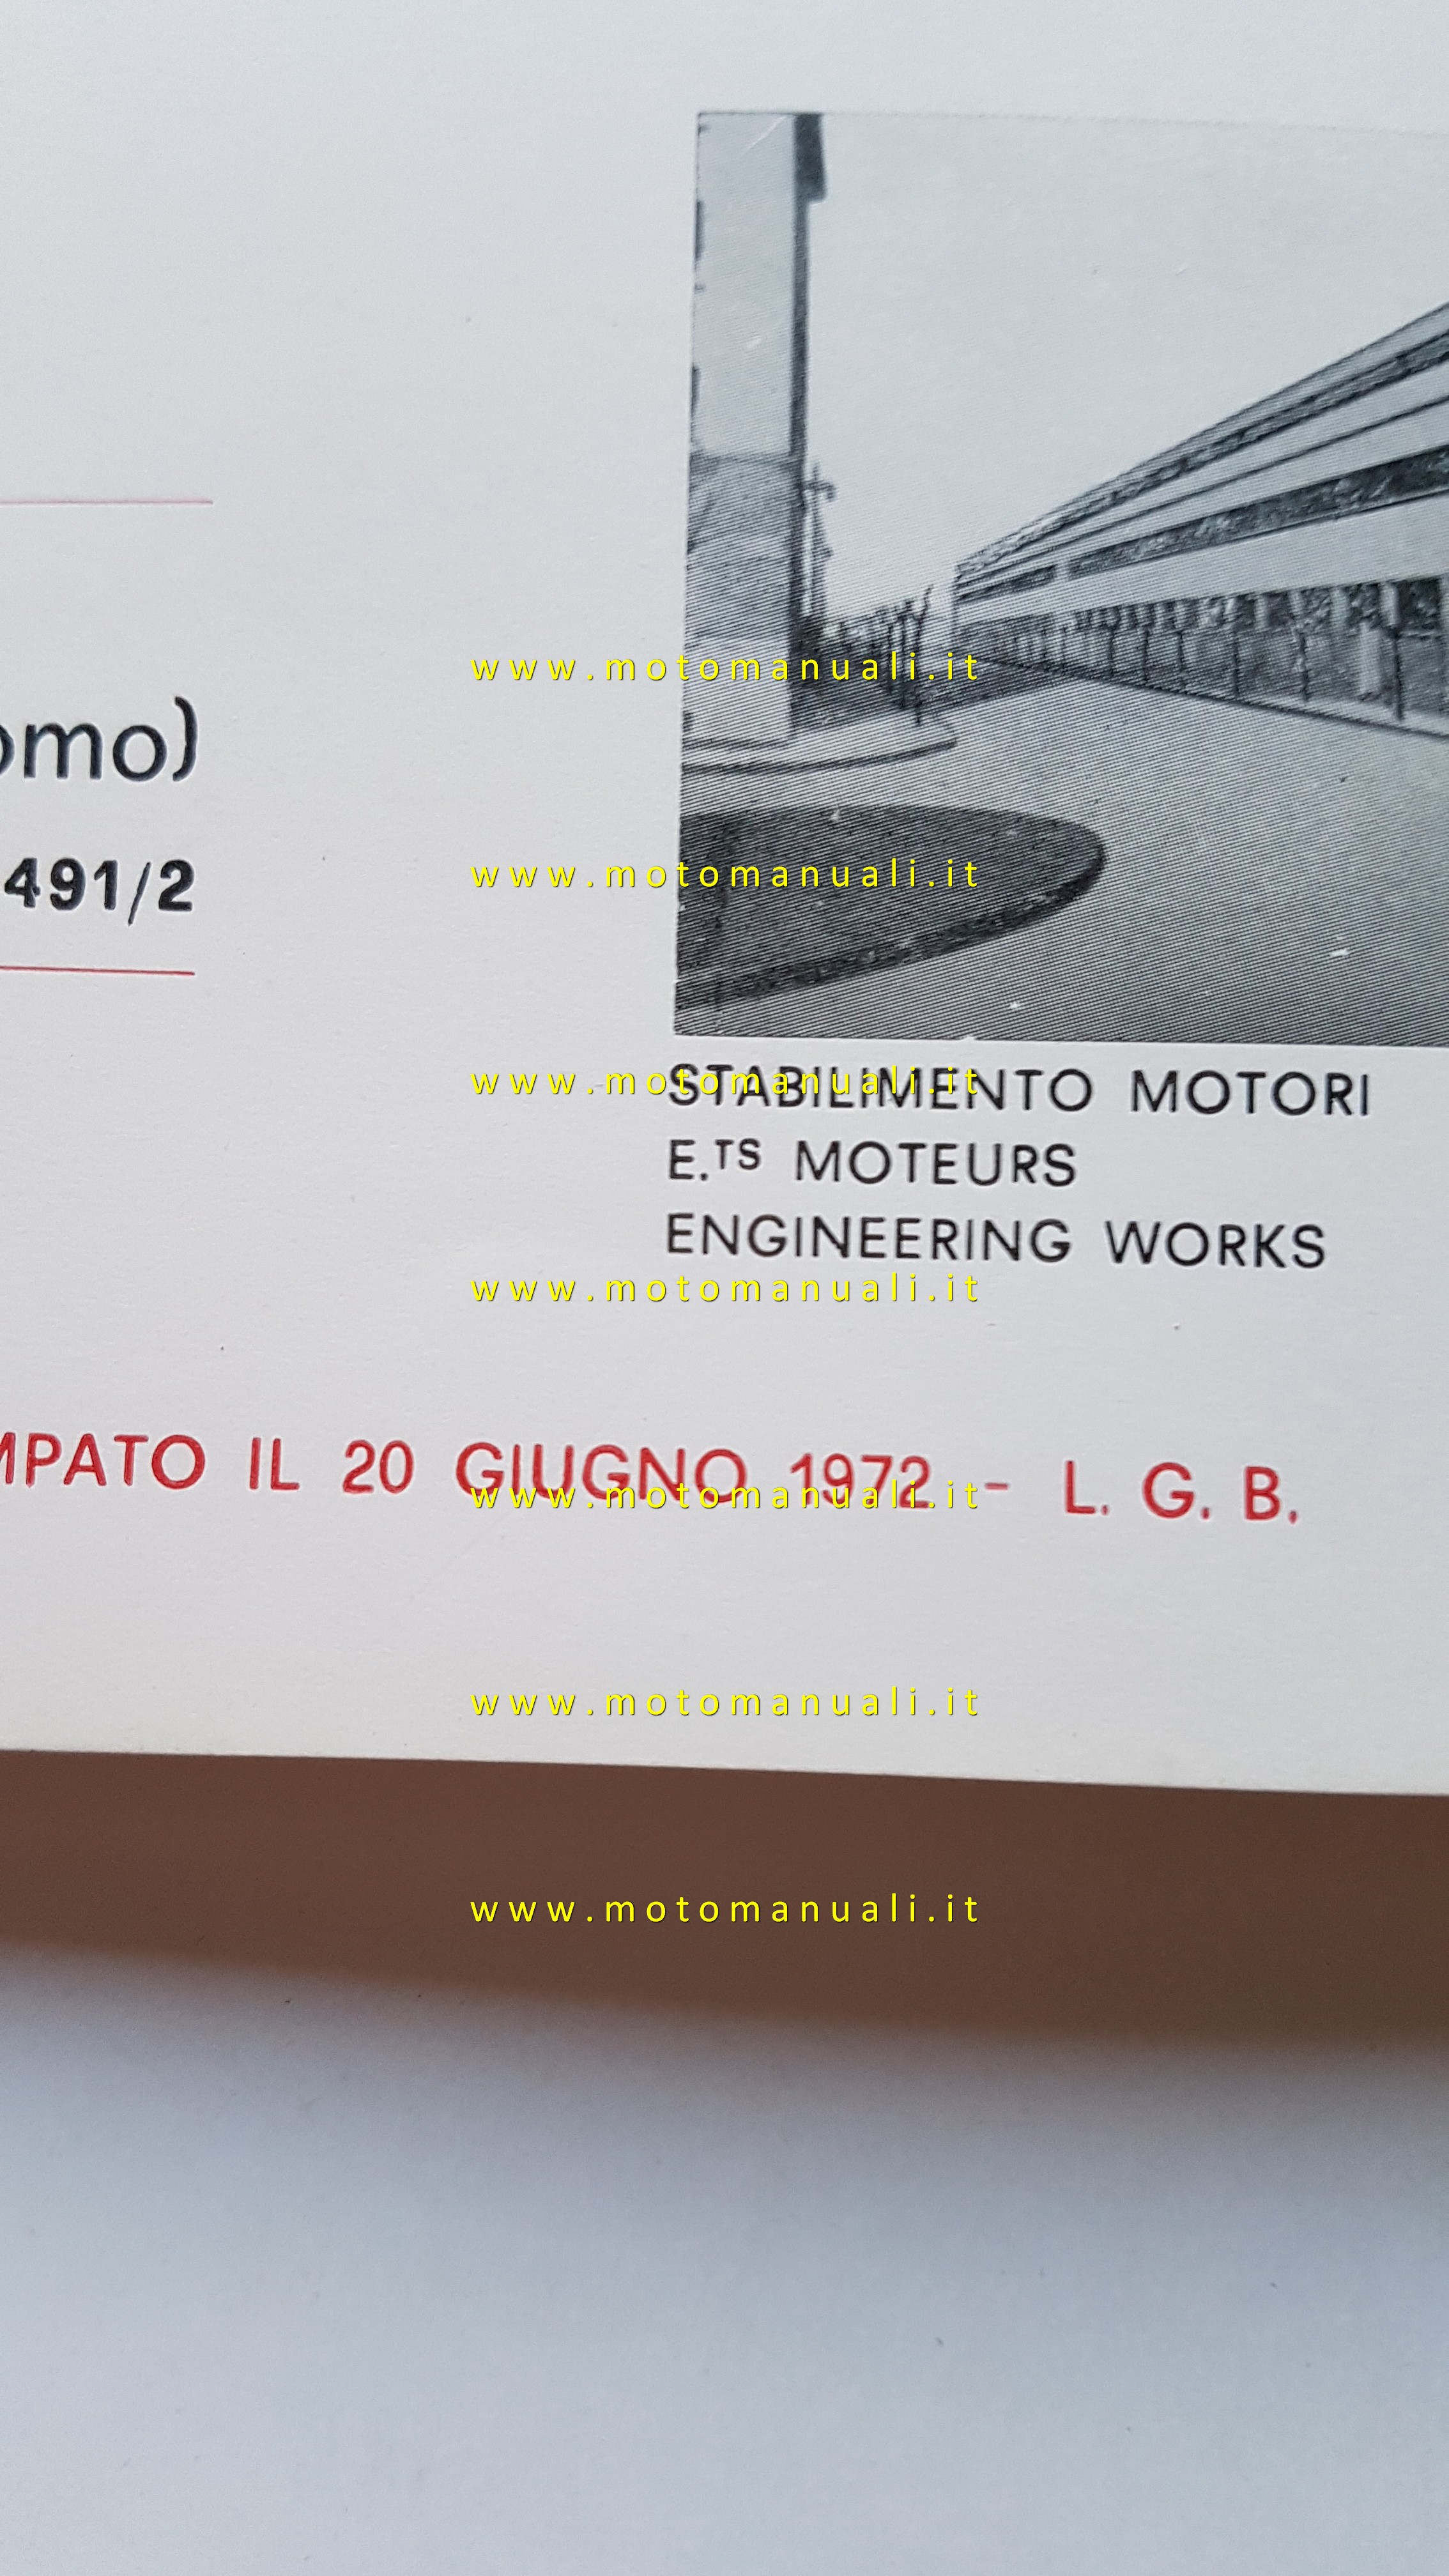 omo)
491/2
STABILIMENTO MOTORI
E.TS MOTEURS
ENGINEERING WORKS
MPATO IL 20 GIUGNO 1972 - L. G. B.
www.motomanuali.it
www.motomanuali.it
www.motomanuali.it
www.motomanuali.it
www.motomanuali.it
www.motomanuali.it
www.motomanuali.it